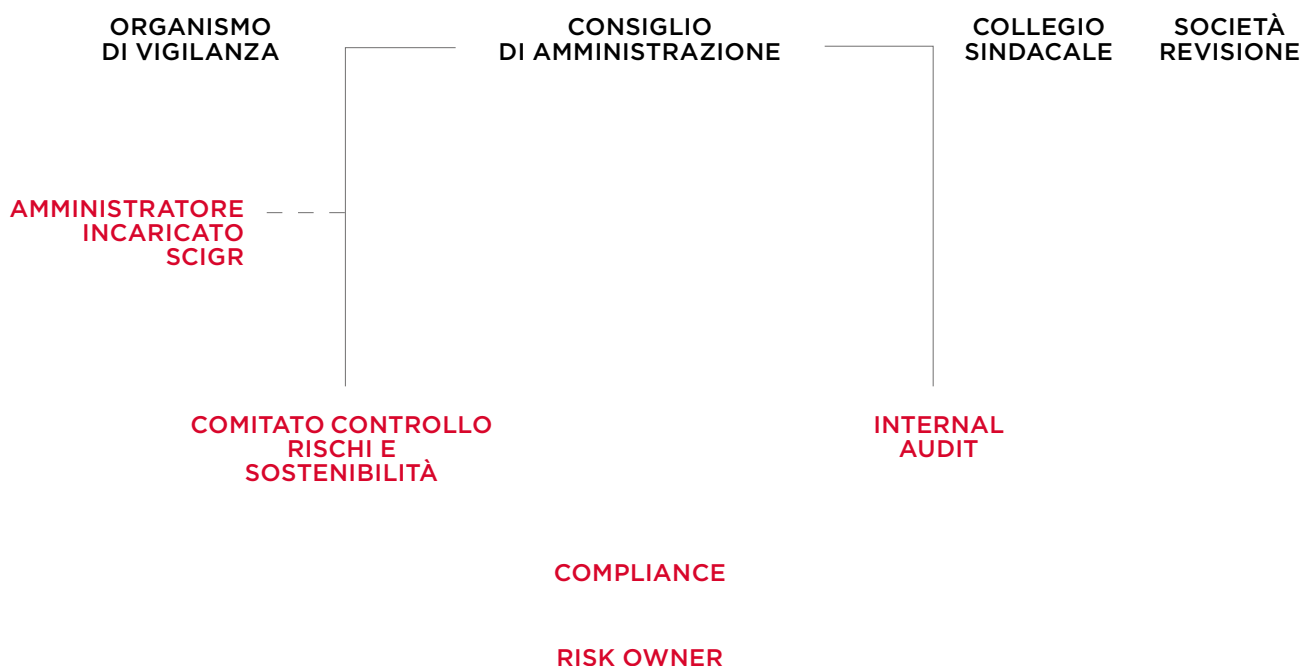 ORGANISMO
DI VIGILANZA
CONSIGLIO
DI AMMINISTRAZIONE
COLLEGIO
SINDACALE
SOCIETÀ
REVISIONE
AMMINISTRATORE
INCARICATO
SCIGR
COMITATO CONTROLLO
RISCHI E
SOSTENIBILITÀ
INTERNAL
AUDIT
COMPLIANCE
RISK OWNER